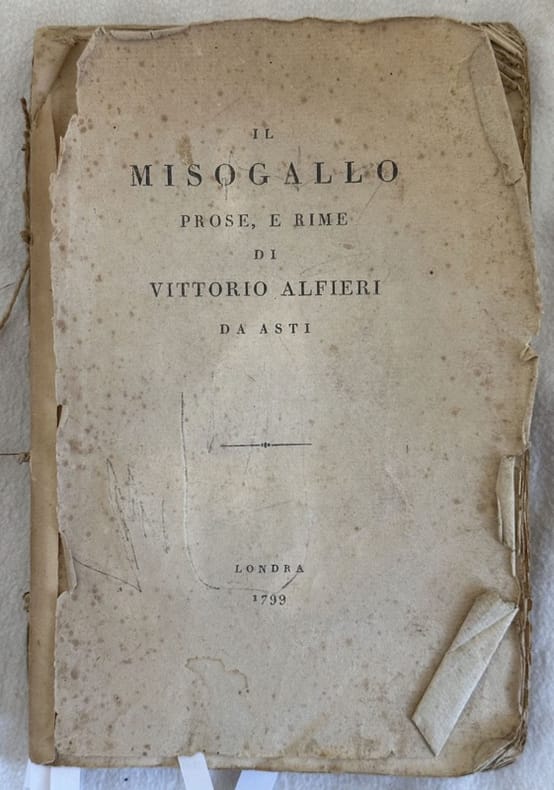 IL
MISOGALLO
PROSE, E RIME
DI
VITTORIO ALFIERI
DA ASTI
LONDRA
1799